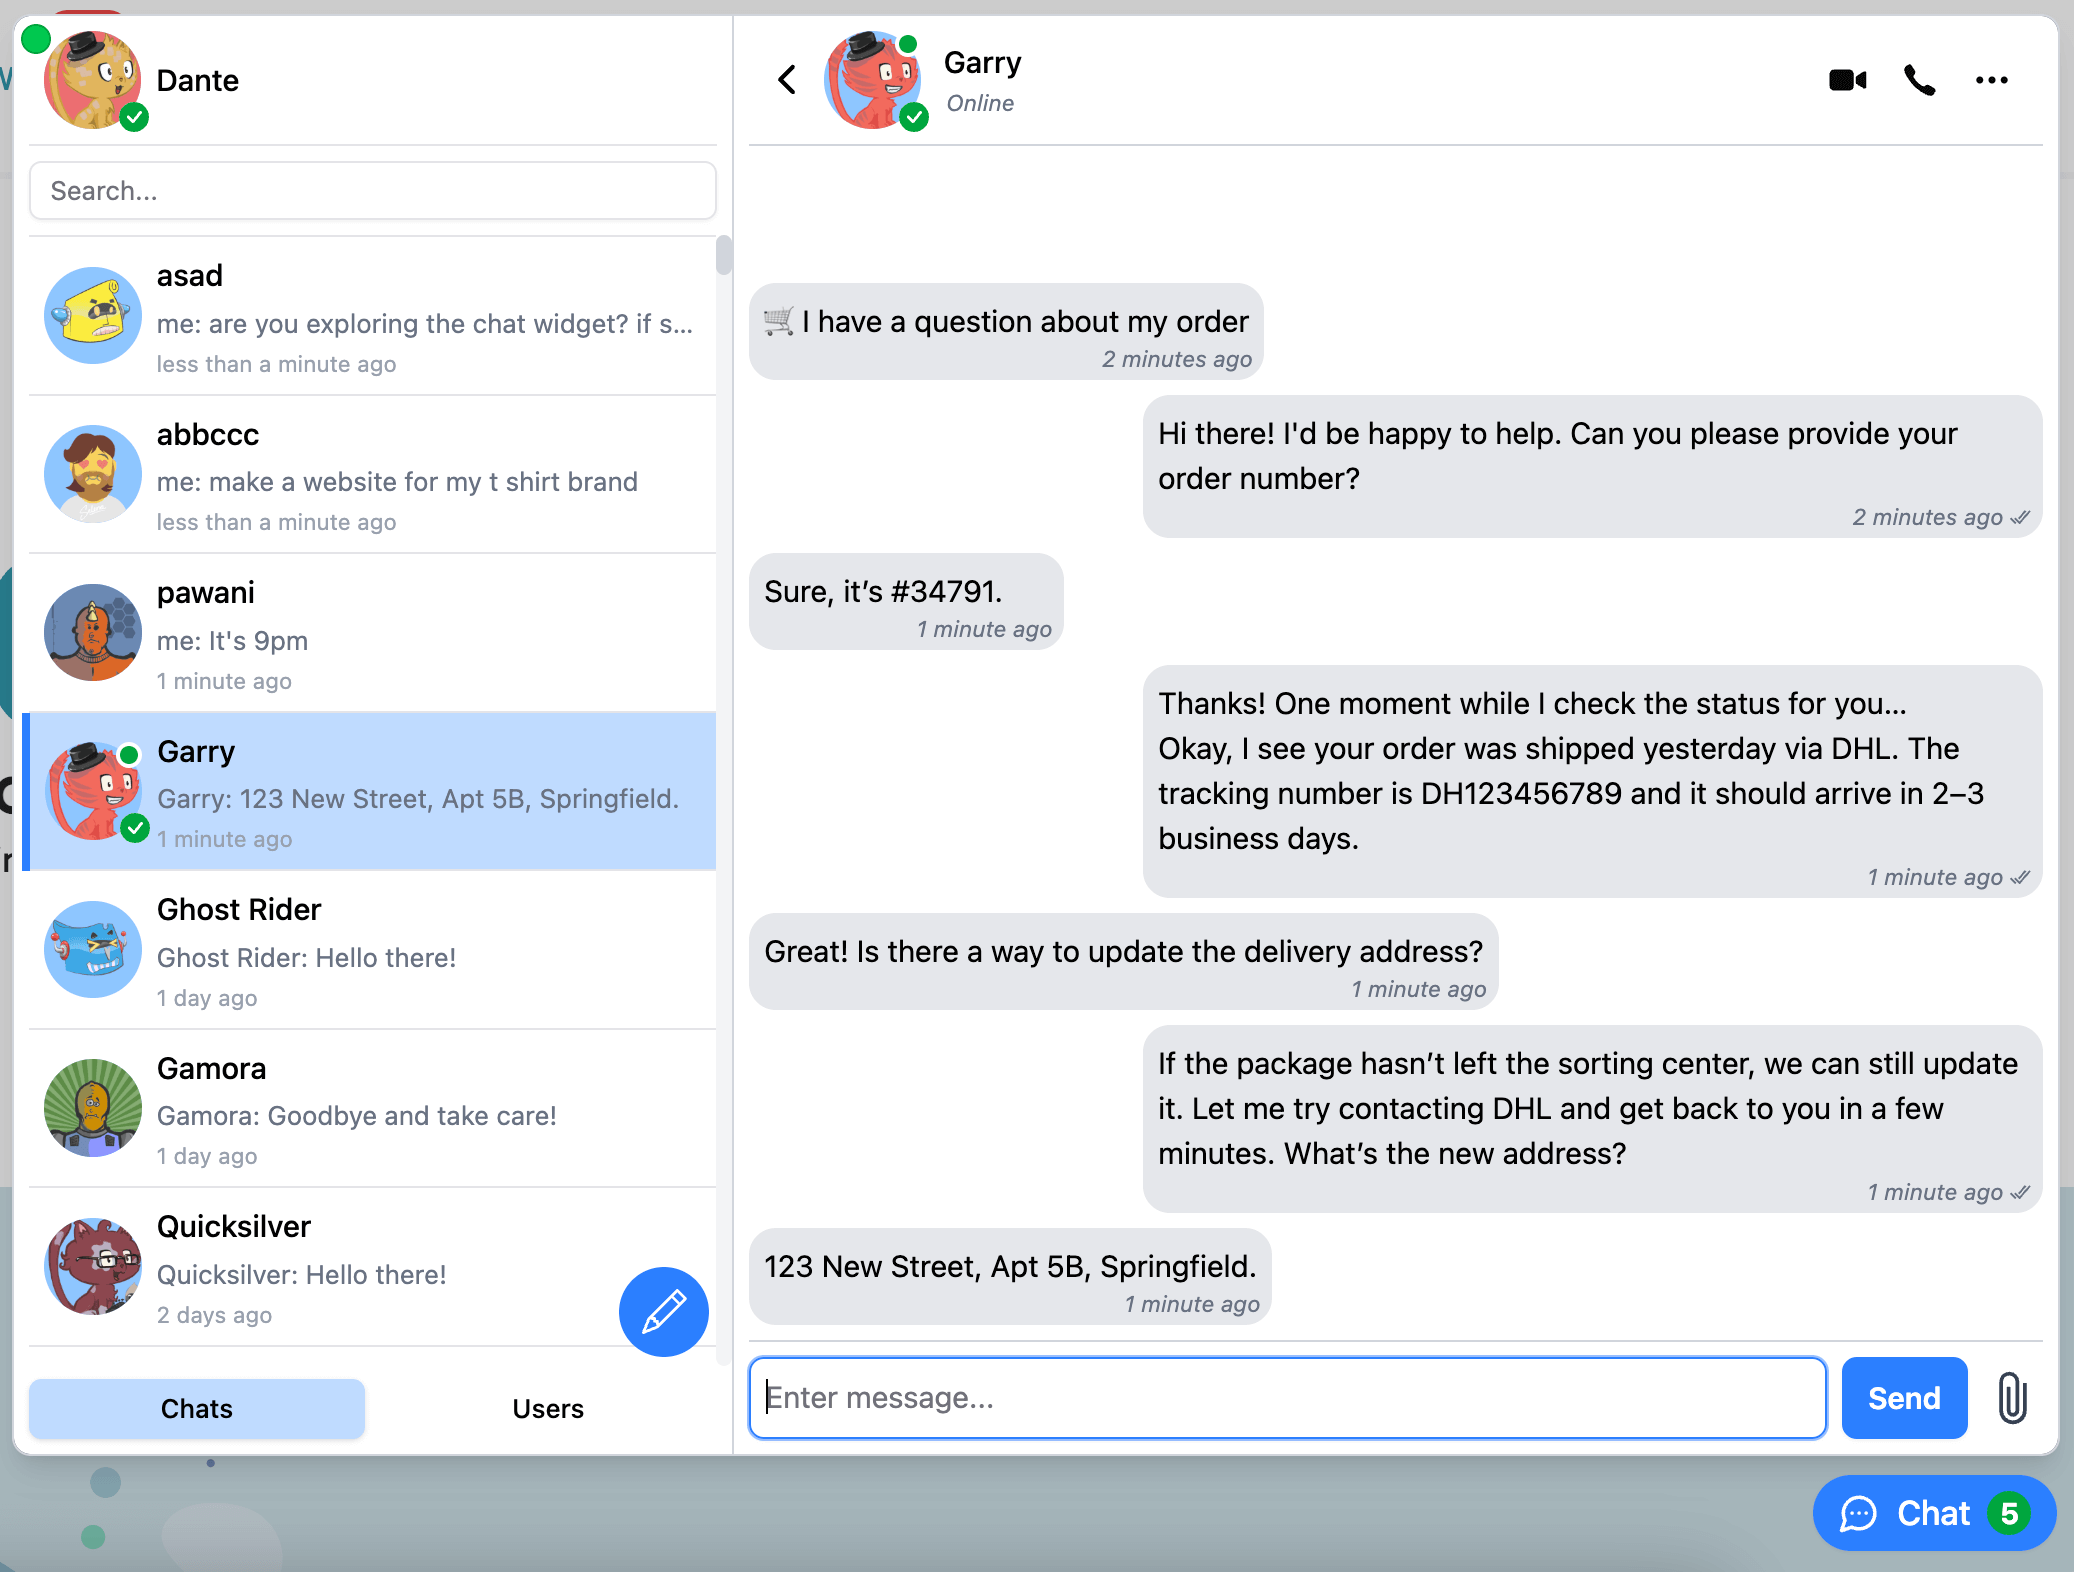 Dante
Search...
asad
me: are you exploring the chat widget? if s...
less than a minute ago
abbccc
me: make a website for my t shirt brand
less than a minute ago
pawani
me: It's 9pm
1 minute ago
Garry
Garry: 123 New Street, Apt 5B, Springfield.
1 minute ago
Ghost Rider
Ghost Rider: Hello there!
1 day ago
Gamora
Gamora: Goodbye and take care!
1 day ago
Quicksilver
Quicksilver: Hello there!
2 days ago
Chats
Users
Garry
Online
🛒 I have a question about my order
2 minutes ago
Hi there! I'd be happy to help. Can you please provide your
order number?
2 minutes ago
Sure, it’s #34791.
1 minute ago
Thanks! One moment while I check the status for you...
Okay, I see your order was shipped yesterday via DHL. The
tracking number is DH123456789 and it should arrive in 2–3
business days.
1 minute ago
Great! Is there a way to update the delivery address?
1 minute ago
If the package hasn’t left the sorting center, we can still update
it. Let me try contacting DHL and get back to you in a few
minutes. What’s the new address?
1 minute ago
123 New Street, Apt 5B, Springfield.
1 minute ago
Enter message...
Send
Chat 5